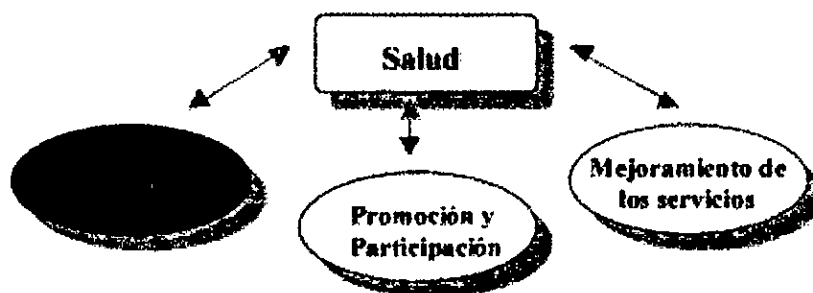 Salud
Mejoramiento de
los servicios
Promoción y
Participación